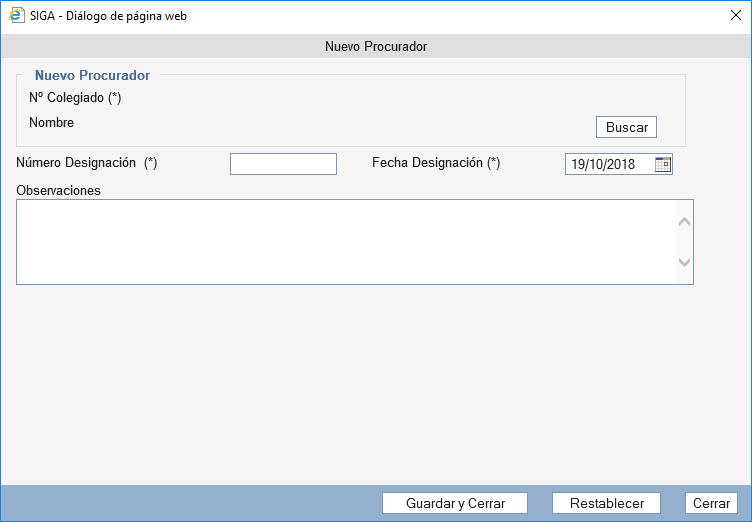 SIGA - Diálogo de página web
Nuevo Procurador
Nuevo Procurador
Nº Colegiado (*)
Nombre
Buscar
Número Designación (*) Fecha Designación (*) 19/10/2018
Observaciones
Guardar y Cerrar Restablecer Cerrar